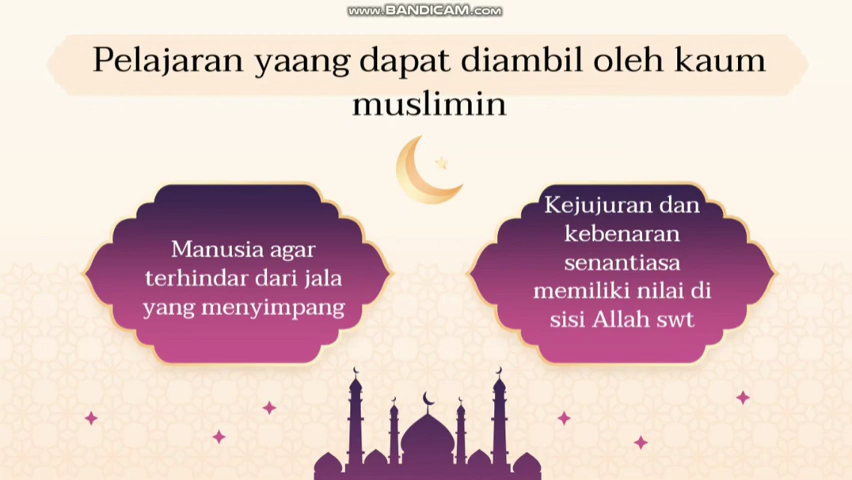 www.BANDICAM.com
Pelajaran yaang dapat diambil oleh kaum
muslimin
Manusia agar
terhindar dari jala
yang menyimpang
Kejujuran dan
kebenaran
senantiasa
memiliki nilai di
sisi Allah swt